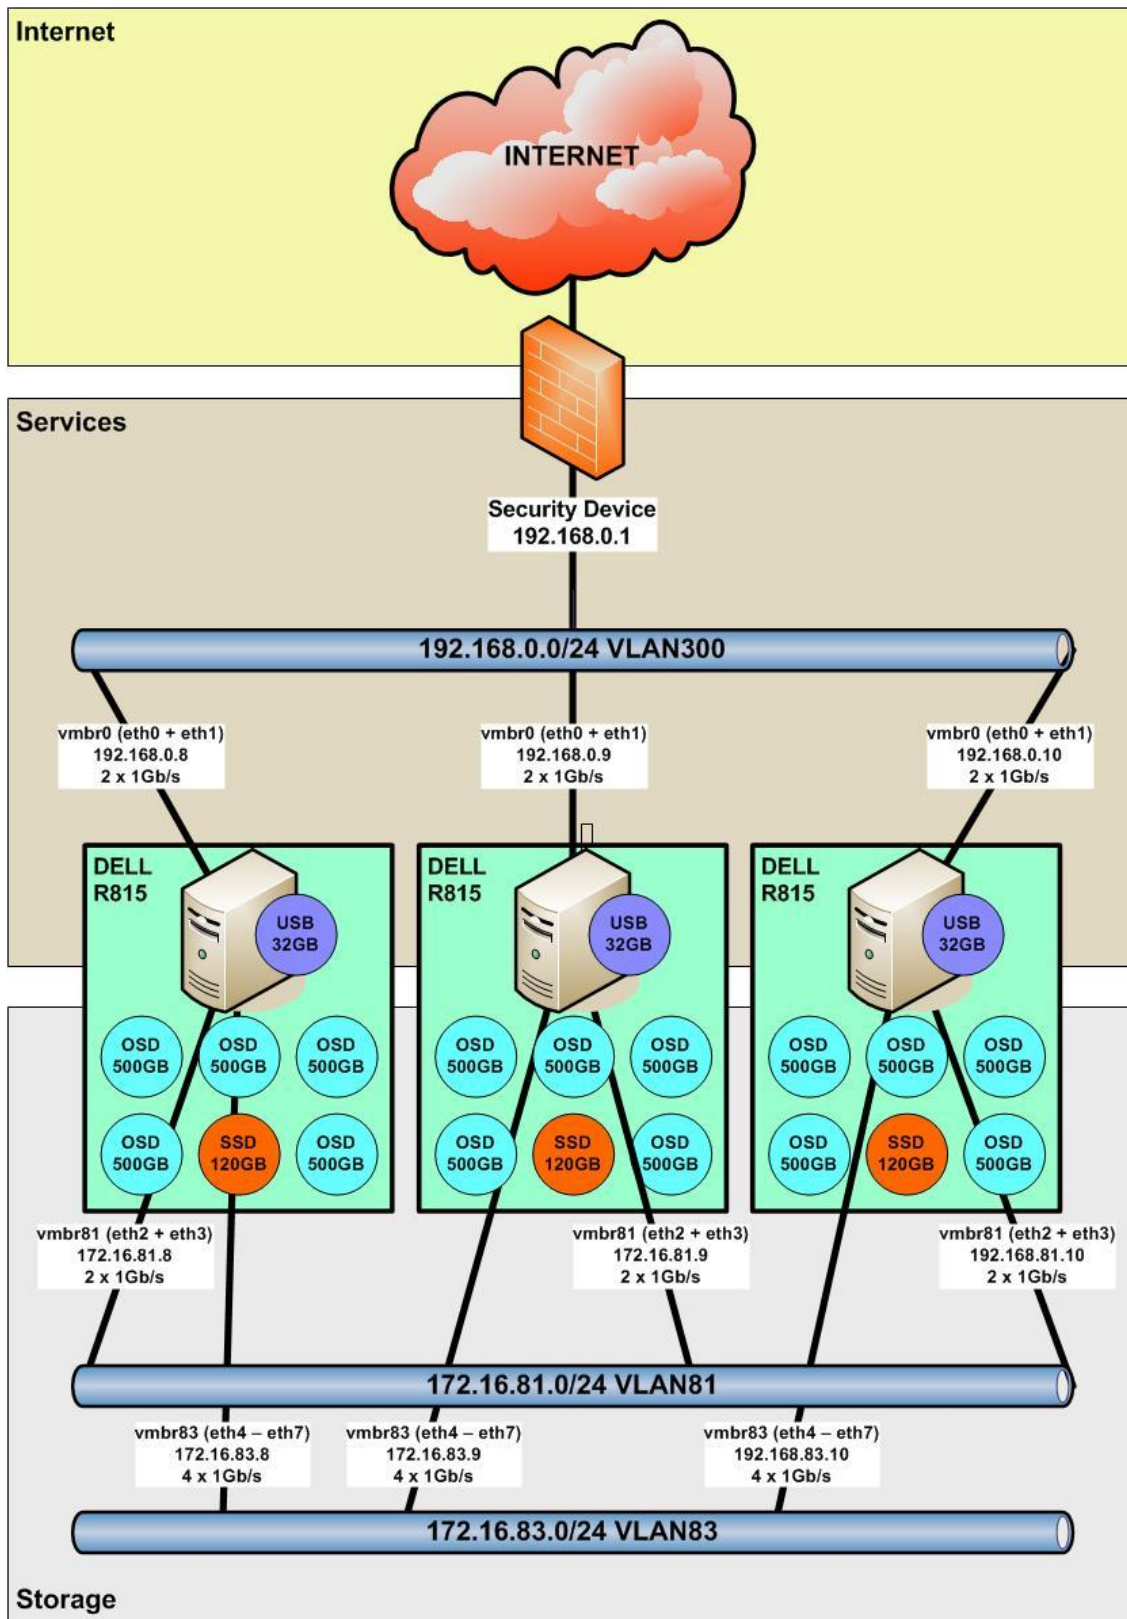 Internet
INTERNET
Services
Security Device
192.168.0.1
192.168.0.0/24 VLAN300
vmbr0 (eth0 + eth1)
192.168.0.8
2 x 1Gb/s
vmbr0 (eth0 + eth1)
192.168.0.9
2 x 1Gb/s
vmbr0 (eth0 + eth1)
192.168.0.10
2 x 1Gb/s
DELL
R815
USB
32GB
OSD
500GB
OSD
500GB
OSD
500GB
OSD
500GB
SSD
120GB
OSD
500GB
DELL
R815
USB
32GB
OSD
500GB
OSD
500GB
OSD
500GB
OSD
500GB
SSD
120GB
OSD
500GB
DELL
R815
USB
32GB
OSD
500GB
OSD
500GB
OSD
500GB
OSD
500GB
SSD
120GB
OSD
500GB
vmbr81 (eth2 + eth3)
172.16.81.8
2 x 1Gb/s
vmbr81 (eth2 + eth3)
172.16.81.9
2 x 1Gb/s
vmbr81 (eth2 + eth3)
192.168.81.10
2 x 1Gb/s
172.16.81.0/24 VLAN81
vmbr83 (eth4 – eth7)
172.16.83.8
4 x 1Gb/s
vmbr83 (eth4 – eth7)
172.16.83.9
4 x 1Gb/s
vmbr83 (eth4 – eth7)
192.168.83.10
4 x 1Gb/s
172.16.83.0/24 VLAN83
Storage